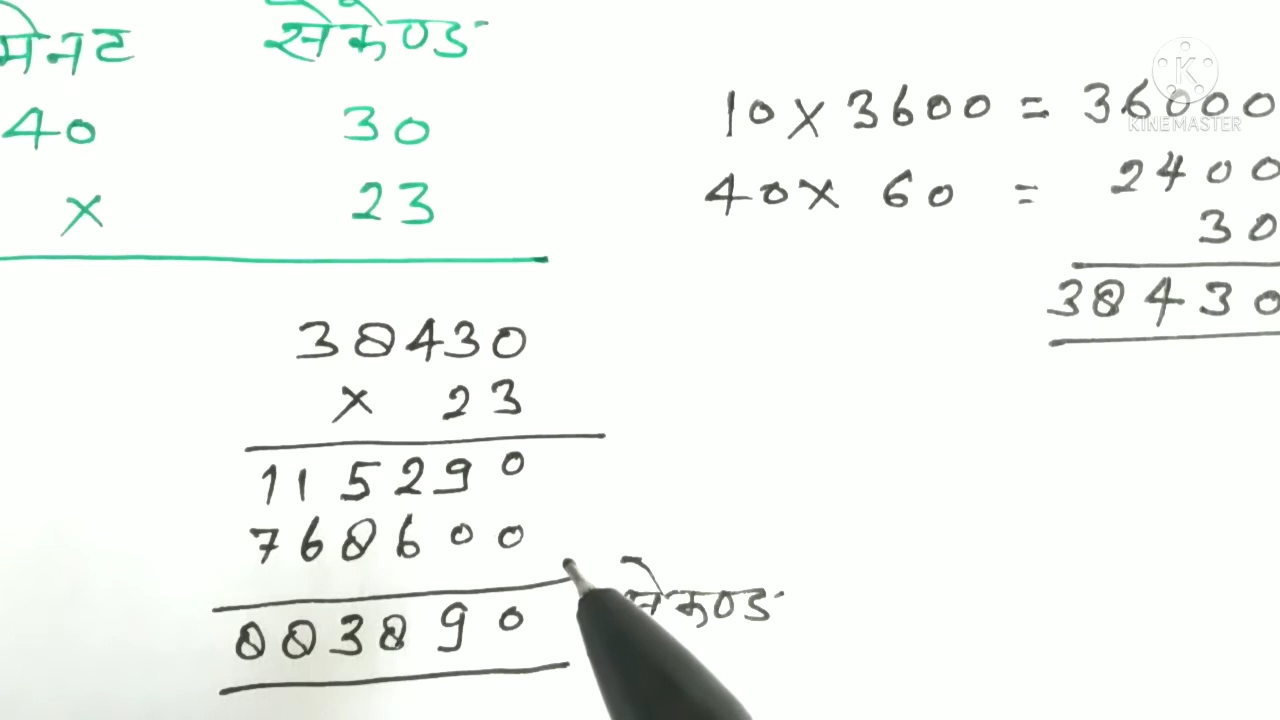 मिनट सेकेण्ड
40 30
× 23
38430
× 23
115290
768600
883890 सेकण्ड
10 × 3600 = 36000
40 × 60 = 2400
30
38430
KINEMASTER